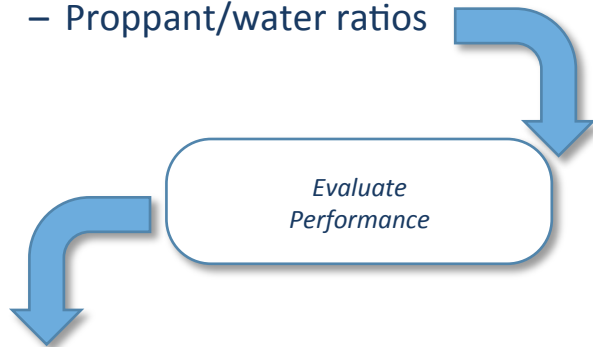 – Proppant/water ratios
Evaluate
Performance